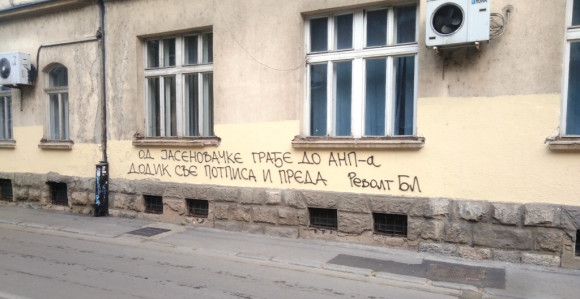 ОД ЈАСЕНОВАЧКЕ ГРАЂЕ ДО АНП-а
ДОДИК СВЕ ПОТПИСА И ПРЕДА Револт БЛ